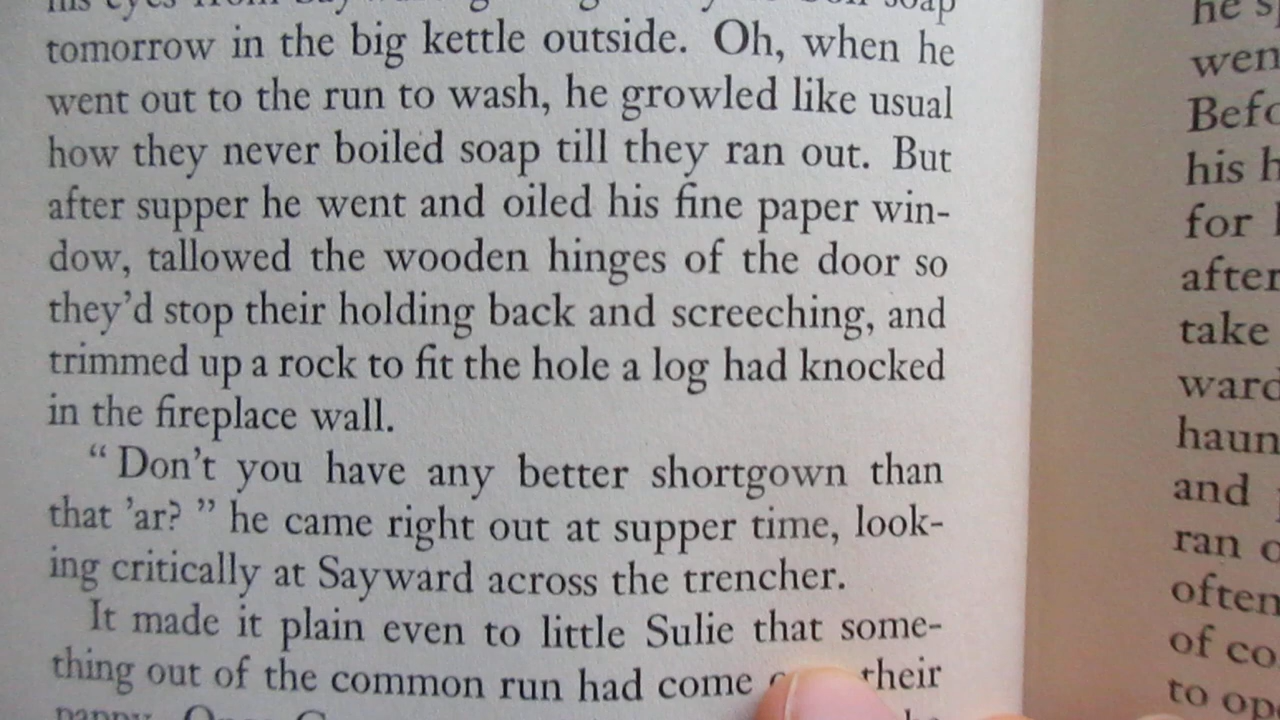 tomorrow in the big kettle outside. Oh, when he
went out to the run to wash, he growled like usual
how they never boiled soap till they ran out. But
after supper he went and oiled his fine paper win-
dow, tallowed the wooden hinges of the door so
they'd stop their holding back and screeching, and
trimmed up a rock to fit the hole a log had knocked
in the fireplace wall.
“ Don't you have any better shortgown than
that 'ar? ” he came right out at supper time, look-
ing critically at Sayward across the trencher.
It made it plain even to little Sulie that some-
thing out of the common run had come their
he
wen
Befo
his h
for
after
take
ward
haun
and
ran
often
of co
to op